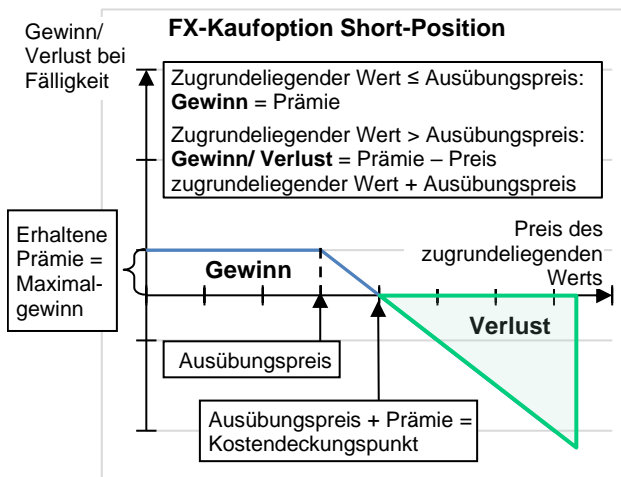 Gewinn/
Verlust bei
Fälligkeit
FX-Kaufoption Short-Position
Zugrundeliegender Wert ≤ Ausübungspreis:
Gewinn = Prämie
Zugrundeliegender Wert > Ausübungspreis:
Gewinn/ Verlust = Prämie – Preis
zugrundeliegender Wert + Ausübungspreis
Erhaltene
Prämie =
Maximal-
gewinn
Gewinn
Preis des
zugrundeliegenden
Werts
Verlust
Ausübungspreis
Ausübungspreis + Prämie =
Kostendeckungspunkt